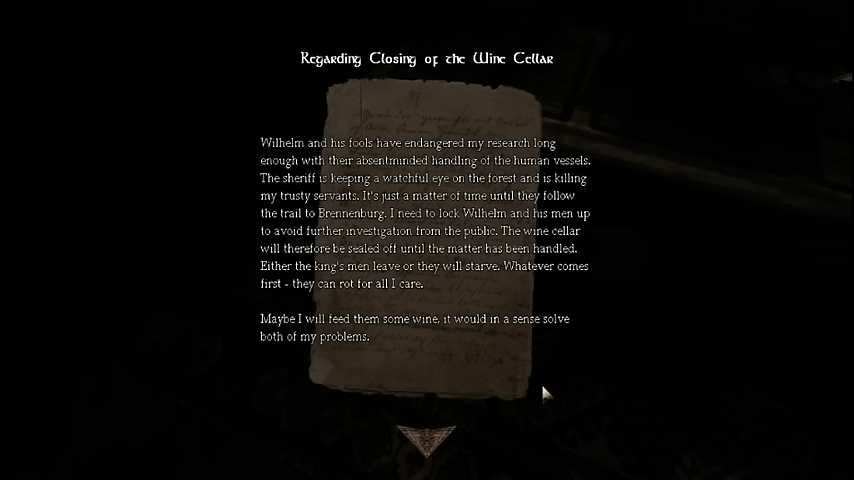 Regarding Closing of the Wine Cellar
Wilhelm and his fools have endangered my research long
enough with their absentminded handling of the human vessels.
The sheriff is keeping a watchful eye on the forest and is killing
my trusty servants. It's just a matter of time until they follow
the trail to Brennenburg. I need to lock Wilhelm and his men up
to avoid further investigation from the public. The wine cellar
will therefore be sealed off until the matter has been handled.
Either the king's men leave or they will starve. Whatever comes
first - they can rot for all I care.
Maybe I will feed them some wine, it would in a sense solve
both of my problems.